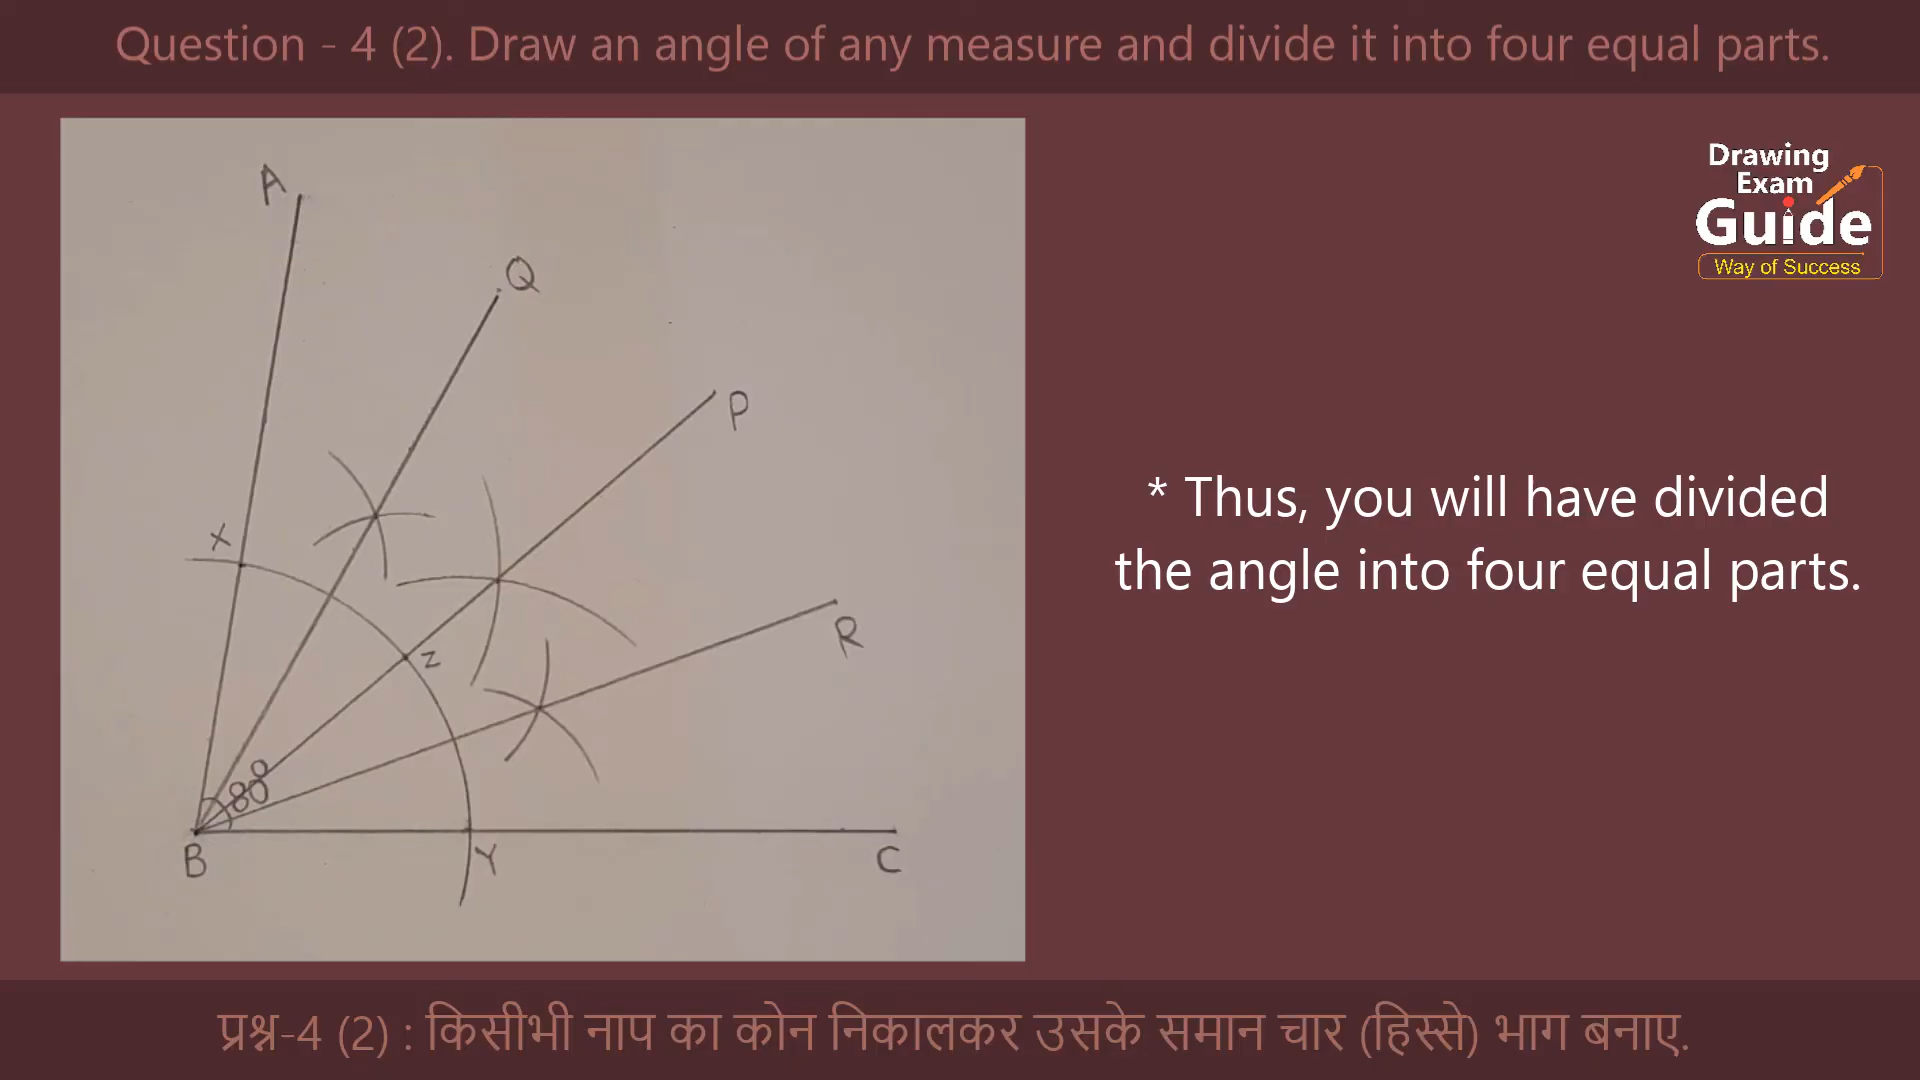 Question - 4 (2). Draw an angle of any measure and divide it into four equal parts.
A
Q
P
X
Z
R
80°
B
Y
C
Drawing
Exam
Guide
Way of Success
* Thus, you will have divided
the angle into four equal parts.
प्रश्न-4 (2) : किसीभी नाप का कोन निकालकर उसके समान चार (हिस्से) भाग बनाए.